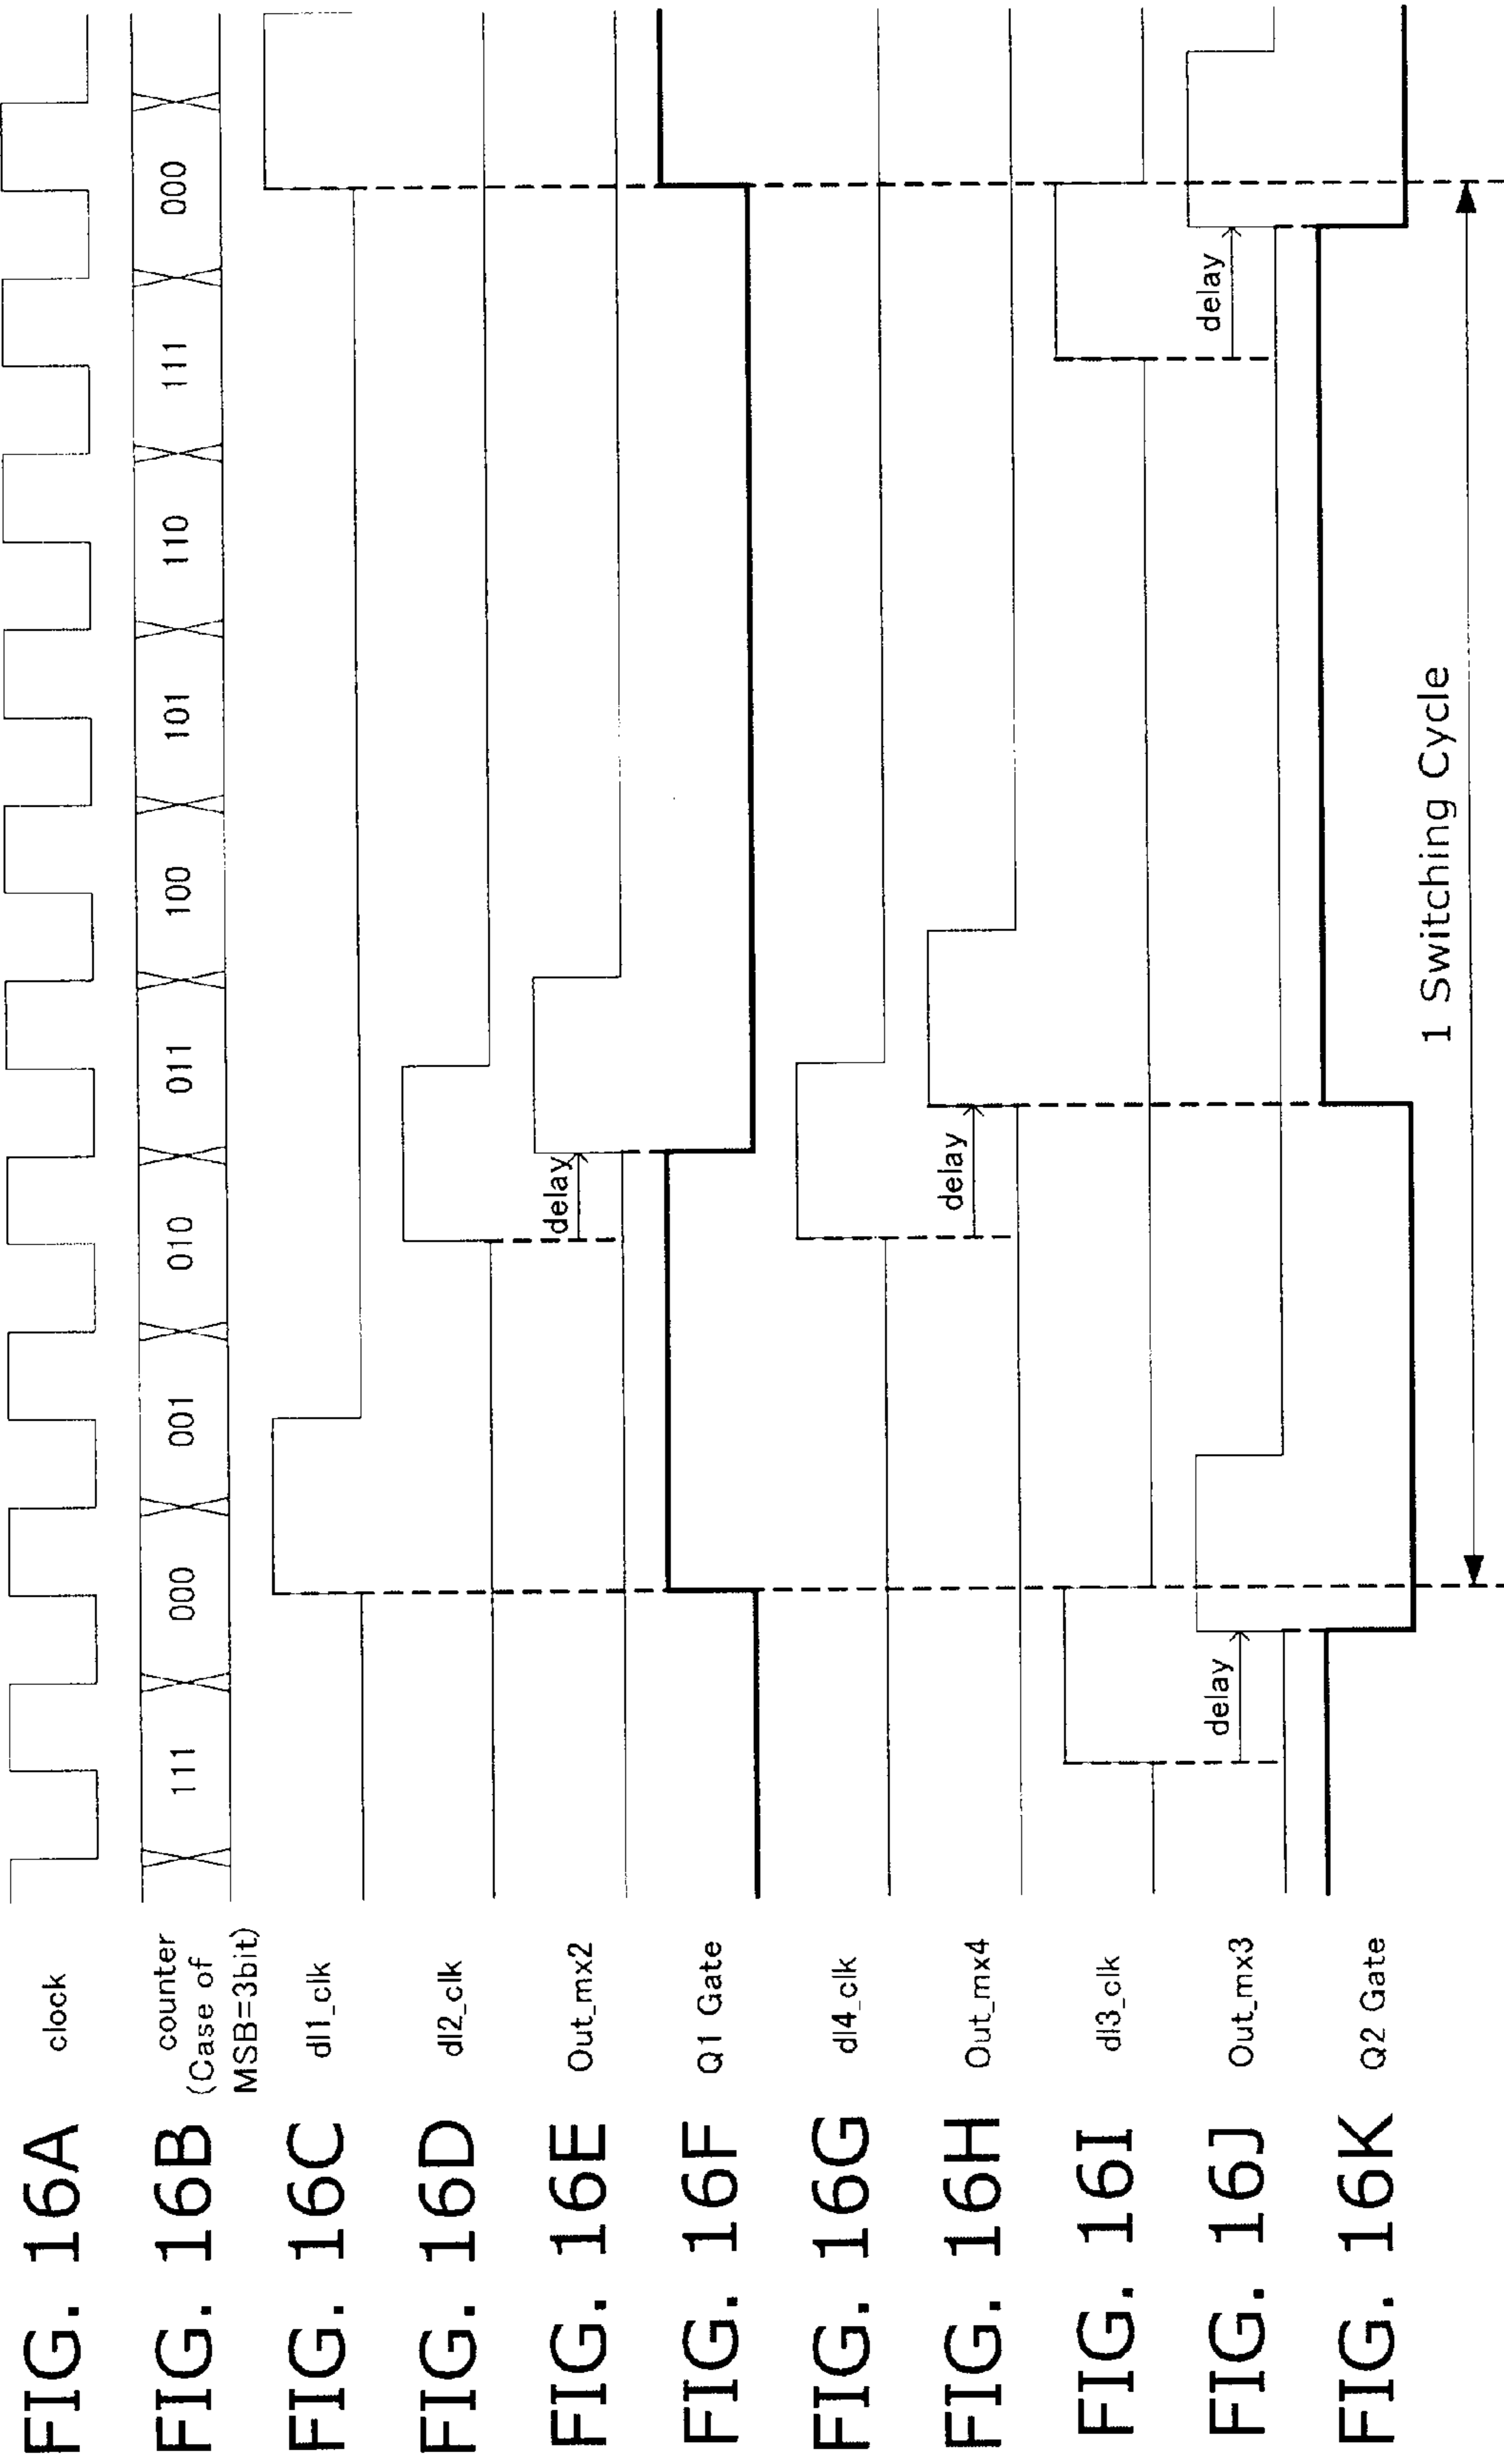 FIG. 16A clock
FIG. 16B counter
(Case of
MSB=3bit)
111 000 001 010 011 100 101 110 111 000
FIG. 16C dl1_clk
FIG. 16D dl2_clk
FIG. 16E Out_mx2
delay
FIG. 16F Q1 Gate
FIG. 16G dl4_clk
FIG. 16H Out_mx4
delay
FIG. 16I dl3_clk
FIG. 16J Out_mx3
delay delay
FIG. 16K Q2 Gate
1 Switching Cycle